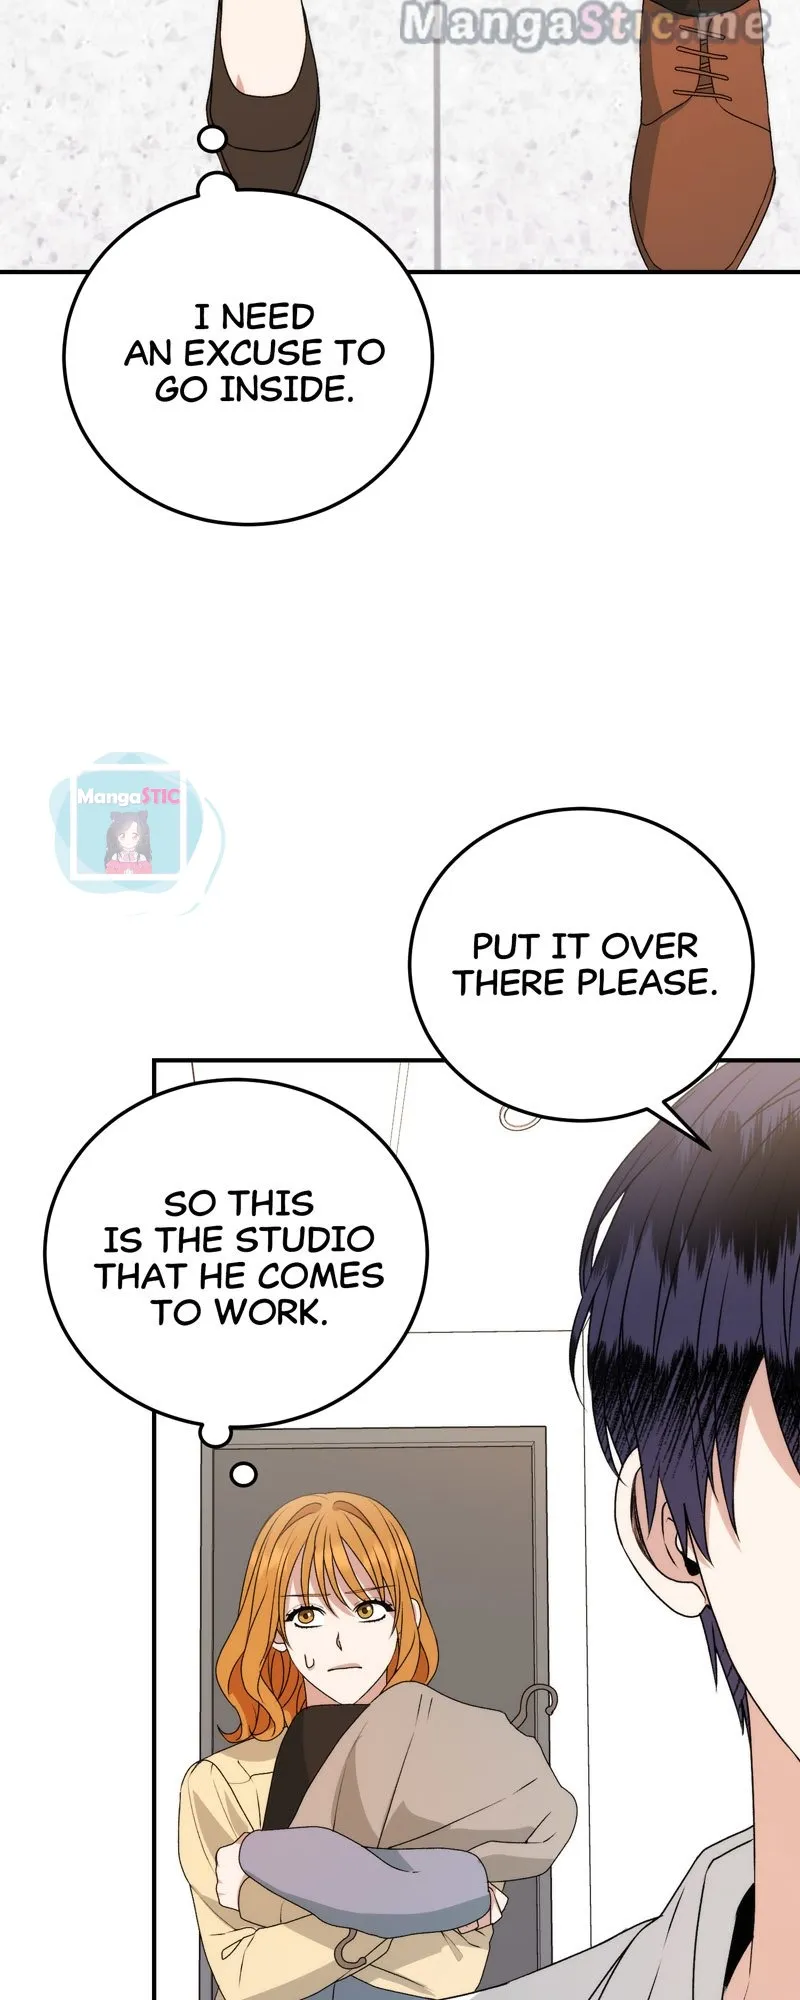 MangaStic.me
I NEED
AN EXCUSE TO
GO INSIDE.
MangaSTIC
PUT IT OVER
THERE PLEASE.
SO THIS
IS THE STUDIO
THAT HE COMES
TO WORK.